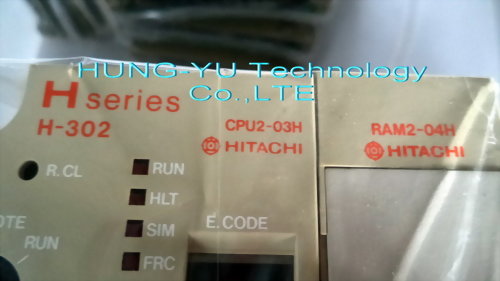 HUNG-YU Technology
Co.,LTE
H series
H-302
CPU2-03H
HITACHI
RAM2-04H
HITACHI
R.CL
RUN
HLT
SIM
FRC
E.CODE
RUN